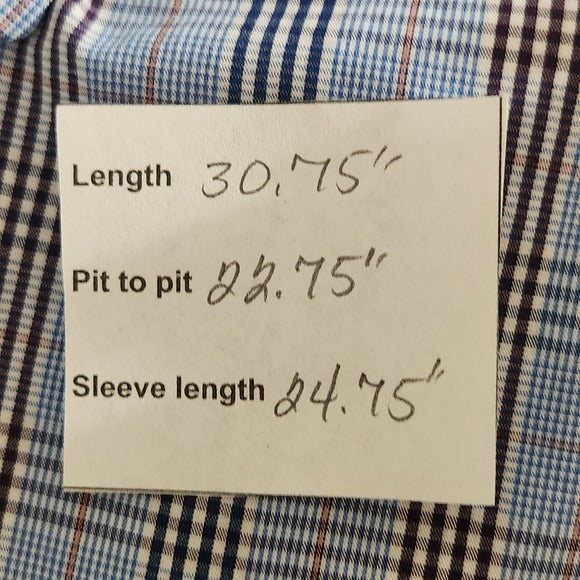 Length 30.75"
Pit to pit 22.75"
Sleeve length 24.75"